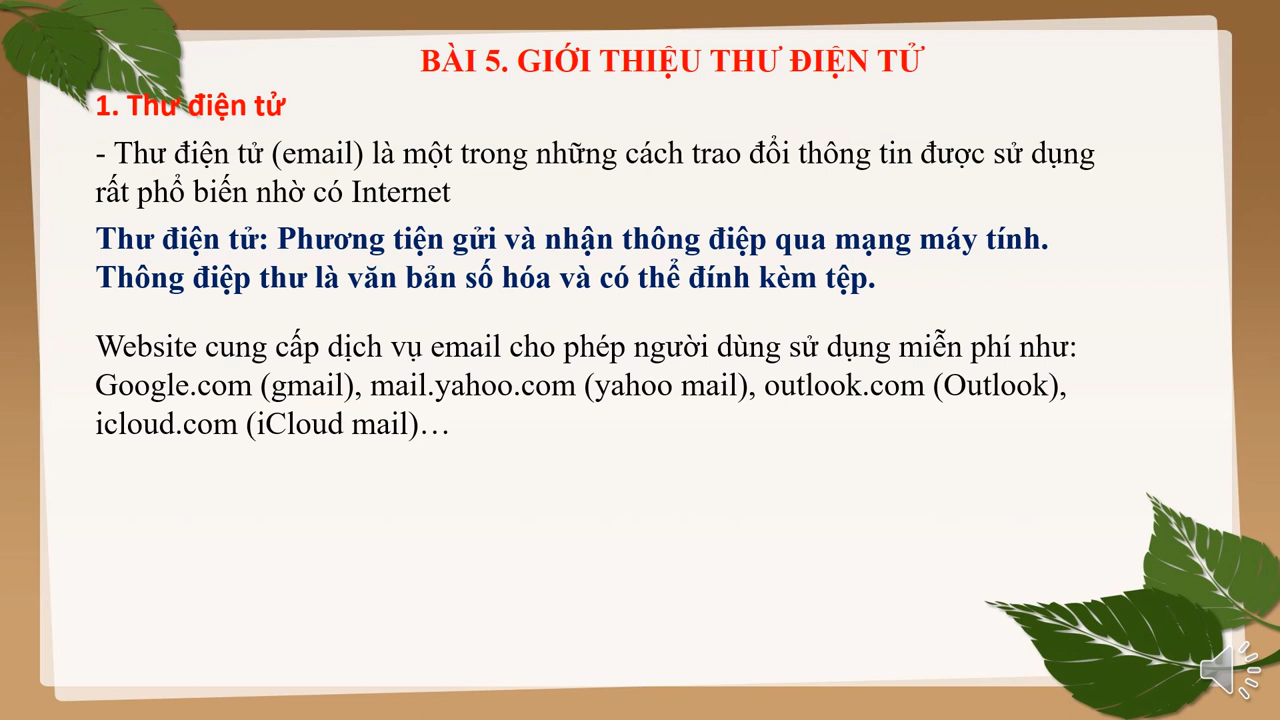 BÀI 5. GIỚI THIỆU THƯ ĐIỆN TỬ
1. Thư điện tử
- Thư điện tử (email) là một trong những cách trao đổi thông tin được sử dụng
rất phổ biến nhờ có Internet
Thư điện tử: Phương tiện gửi và nhận thông điệp qua mạng máy tính.
Thông điệp thư là văn bản số hóa và có thể đính kèm tệp.
Website cung cấp dịch vụ email cho phép người dùng sử dụng miễn phí như:
Google.com (gmail), mail.yahoo.com (yahoo mail), outlook.com (Outlook),
icloud.com (iCloud mail)…